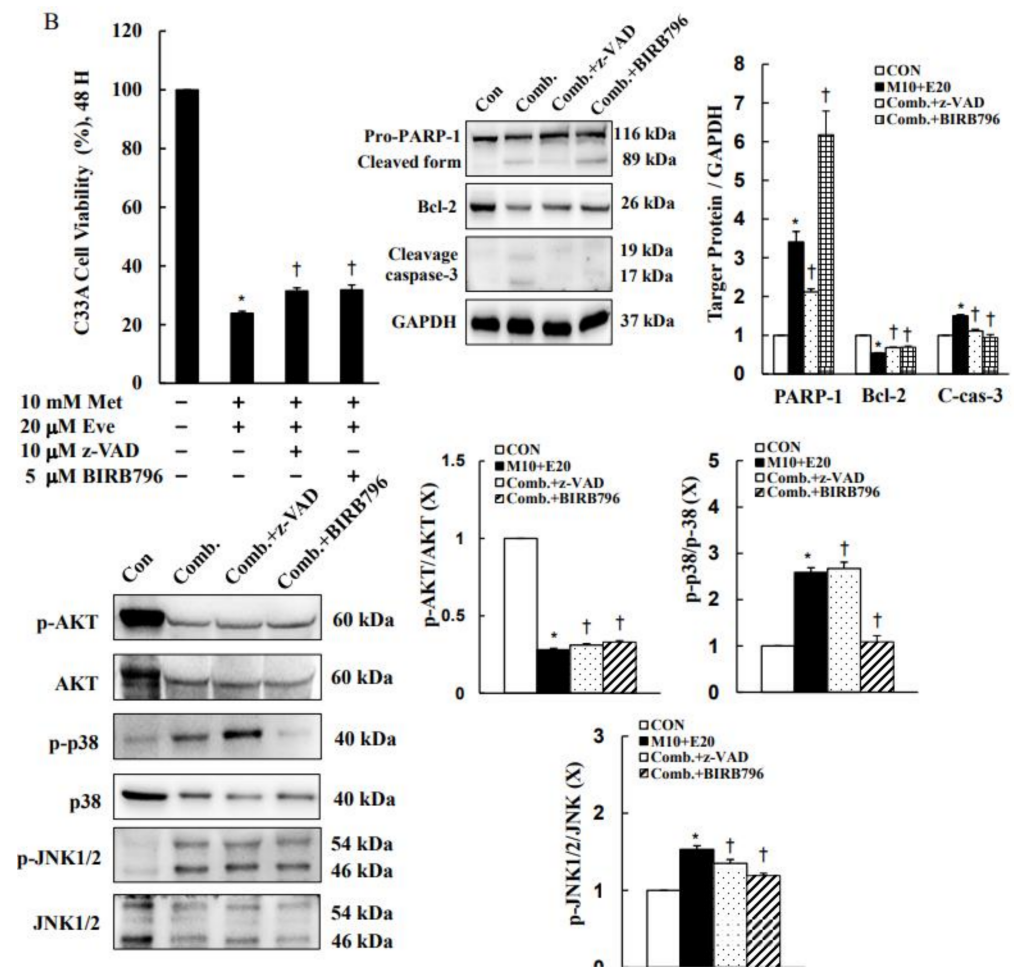 B
C33A Cell Viability (%), 48 H
120
100
80
60
40
20
0
*
†
†
10 mM Met − + + +
20 μM Eve − + + +
10 μM z-VAD − − + −
5 μM BIRB796 − − − +
Con
Comb.
Comb.+z-VAD
Comb.+BIRB796
Pro-PARP-1 116 kDa
Cleaved form 89 kDa
Bcl-2 26 kDa
Cleavage 19 kDa
caspase-3 17 kDa
GAPDH 37 kDa
Targer Protein / GAPDH
8
7
6
5
4
3
2
1
0
CON
M10+E20
Comb.+z-VAD
Comb.+BIRB796
* † †
* † †
* † †
PARP-1 Bcl-2 C-cas-3
Con
Comb.
Comb.+z-VAD
Comb.+BIRB796
p-AKT 60 kDa
AKT 60 kDa
p-p38 40 kDa
p38 40 kDa
p-JNK1/2 54 kDa
46 kDa
JNK1/2 54 kDa
46 kDa
p-AKT/AKT (X)
1.5
1
0.5
0
CON
M10+E20
Comb.+z-VAD
Comb.+BIRB796
* † †
p-p38/p-38 (X)
5
4
3
2
1
0
CON
M10+E20
Comb.+z-VAD
Comb.+BIRB796
* † †
p-JNK1/2/JNK (X)
3
2
1
0
CON
M10+E20
Comb.+z-VAD
Comb.+BIRB796
* † †